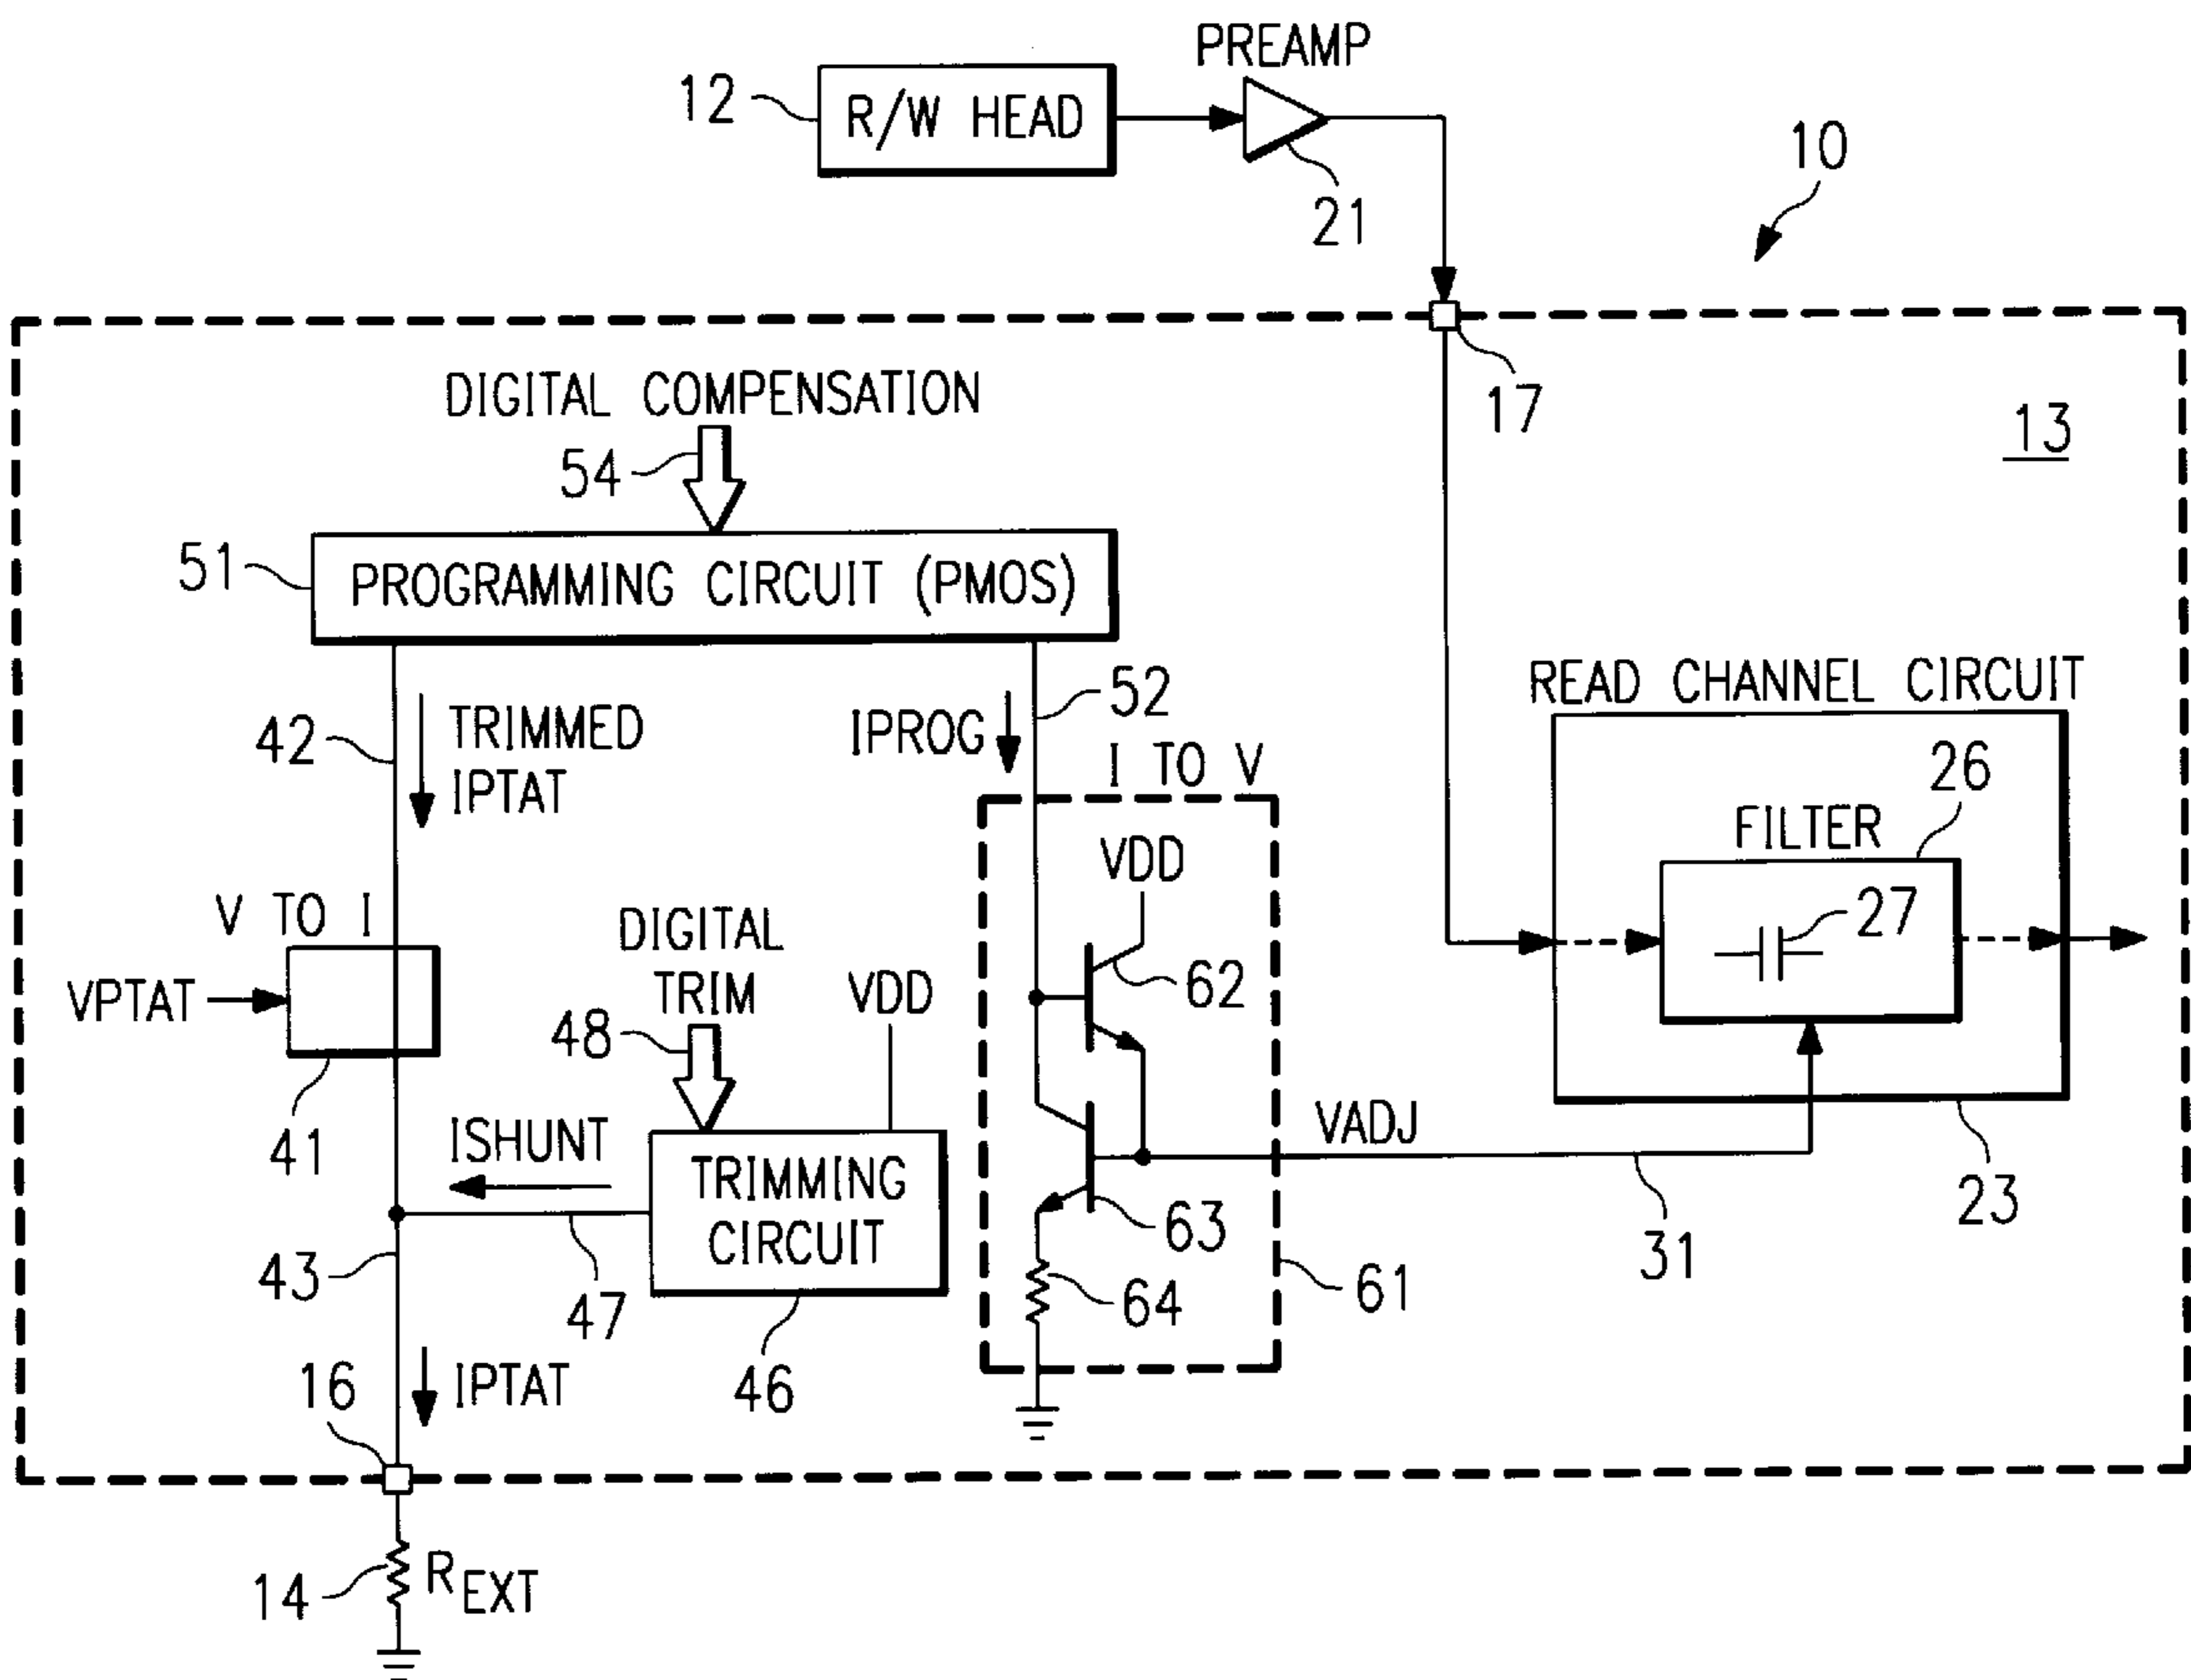 PREAMP
12
R/W HEAD
21
10
17
13
DIGITAL COMPENSATION
54
51
PROGRAMMING CIRCUIT (PMOS)
42
TRIMMED
IPTAT
IPROG
52
I TO V
READ CHANNEL CIRCUIT
26
FILTER
27
VDD
62
V TO I
VPTAT
41
DIGITAL
TRIM
48
VDD
ISHUNT
TRIMMING
CIRCUIT
47
46
43
63
64
61
VADJ
31
23
16
IPTAT
14
REXT